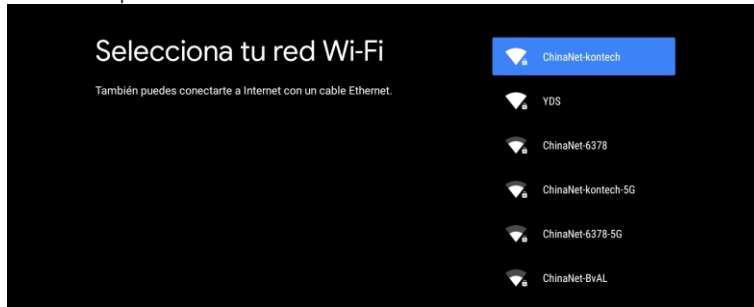 Selecciona tu red Wi-Fi
También puedes conectarte a Internet con un cable Ethernet.
ChinaNet-kontech
YDS
ChinaNet-6378
ChinaNet-kontech-5G
ChinaNet-6378-5G
ChinaNet-BvAL